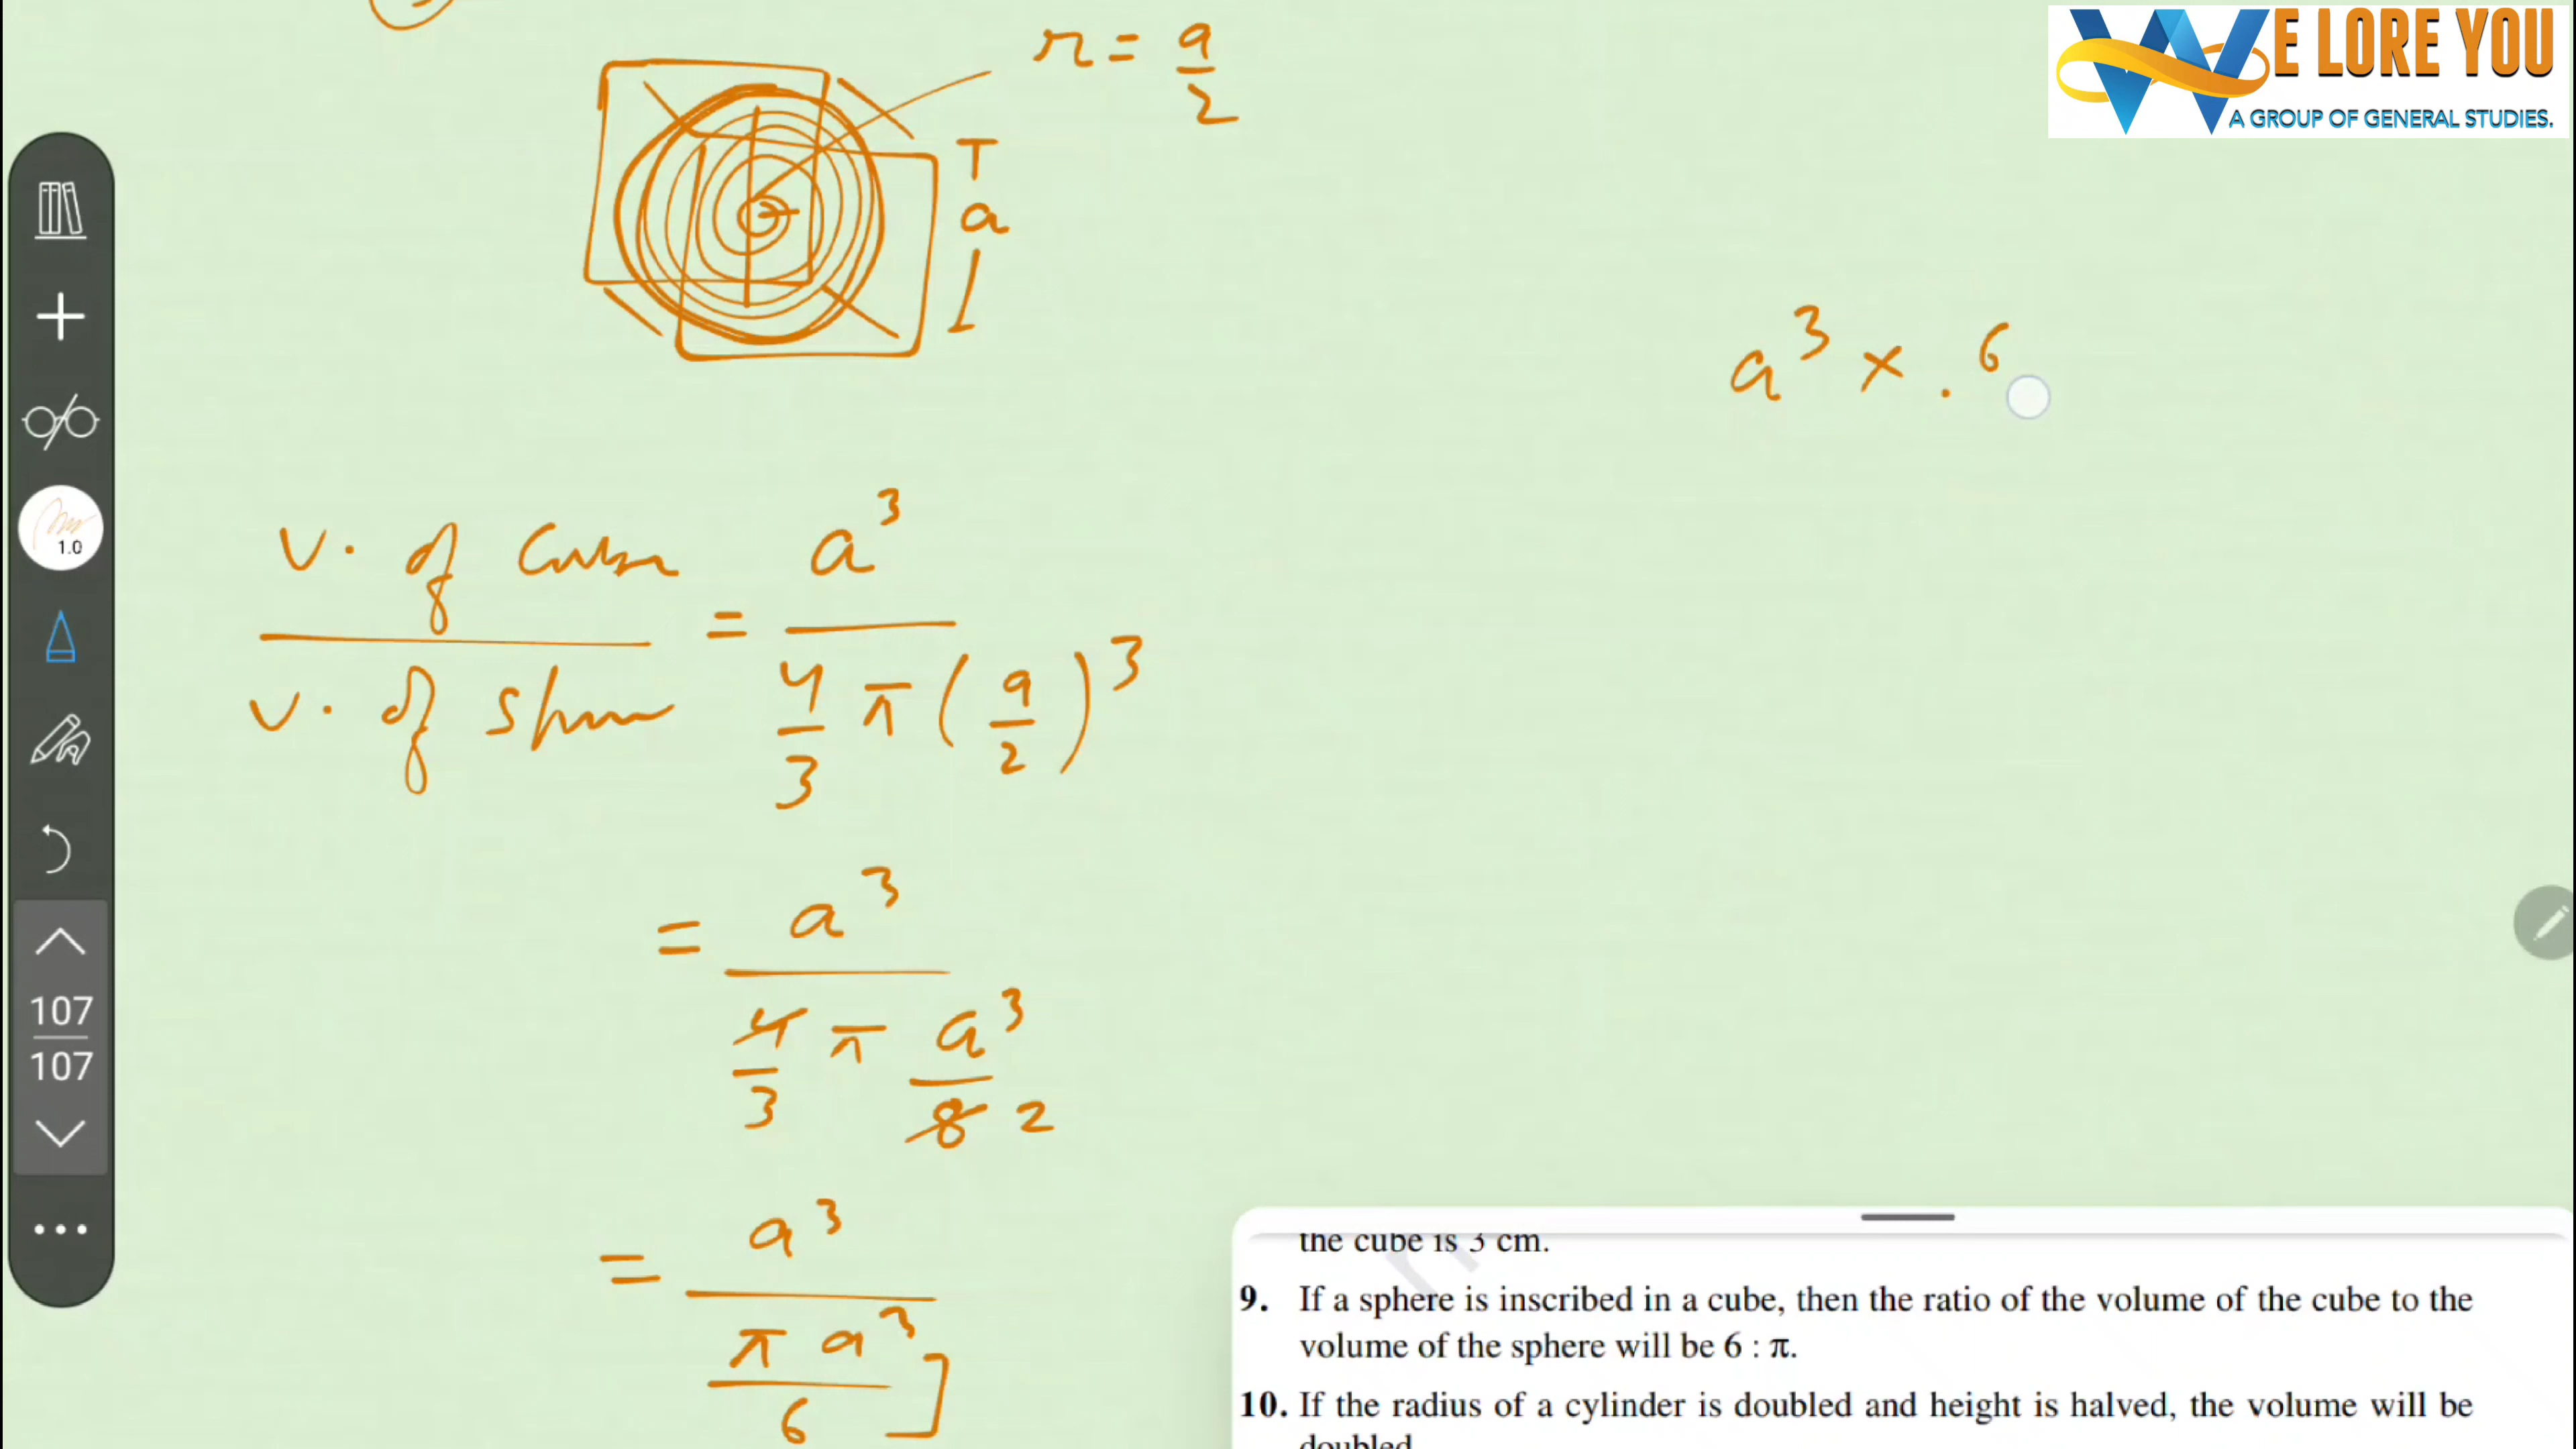 r = a/2
WE LORE YOU
A GROUP OF GENERAL STUDIES.
a
a³ × . 6
1.0
V. of Cube / V. of Sphere = a³ / (4/3 π (a/2)³)
= a³ / (4/3 π a³/8 2)
= a³ / (π a³/6)
107
107
the cube is 3 cm.
9. If a sphere is inscribed in a cube, then the ratio of the volume of the cube to the
volume of the sphere will be 6 : π.
10. If the radius of a cylinder is doubled and height is halved, the volume will be
doubled